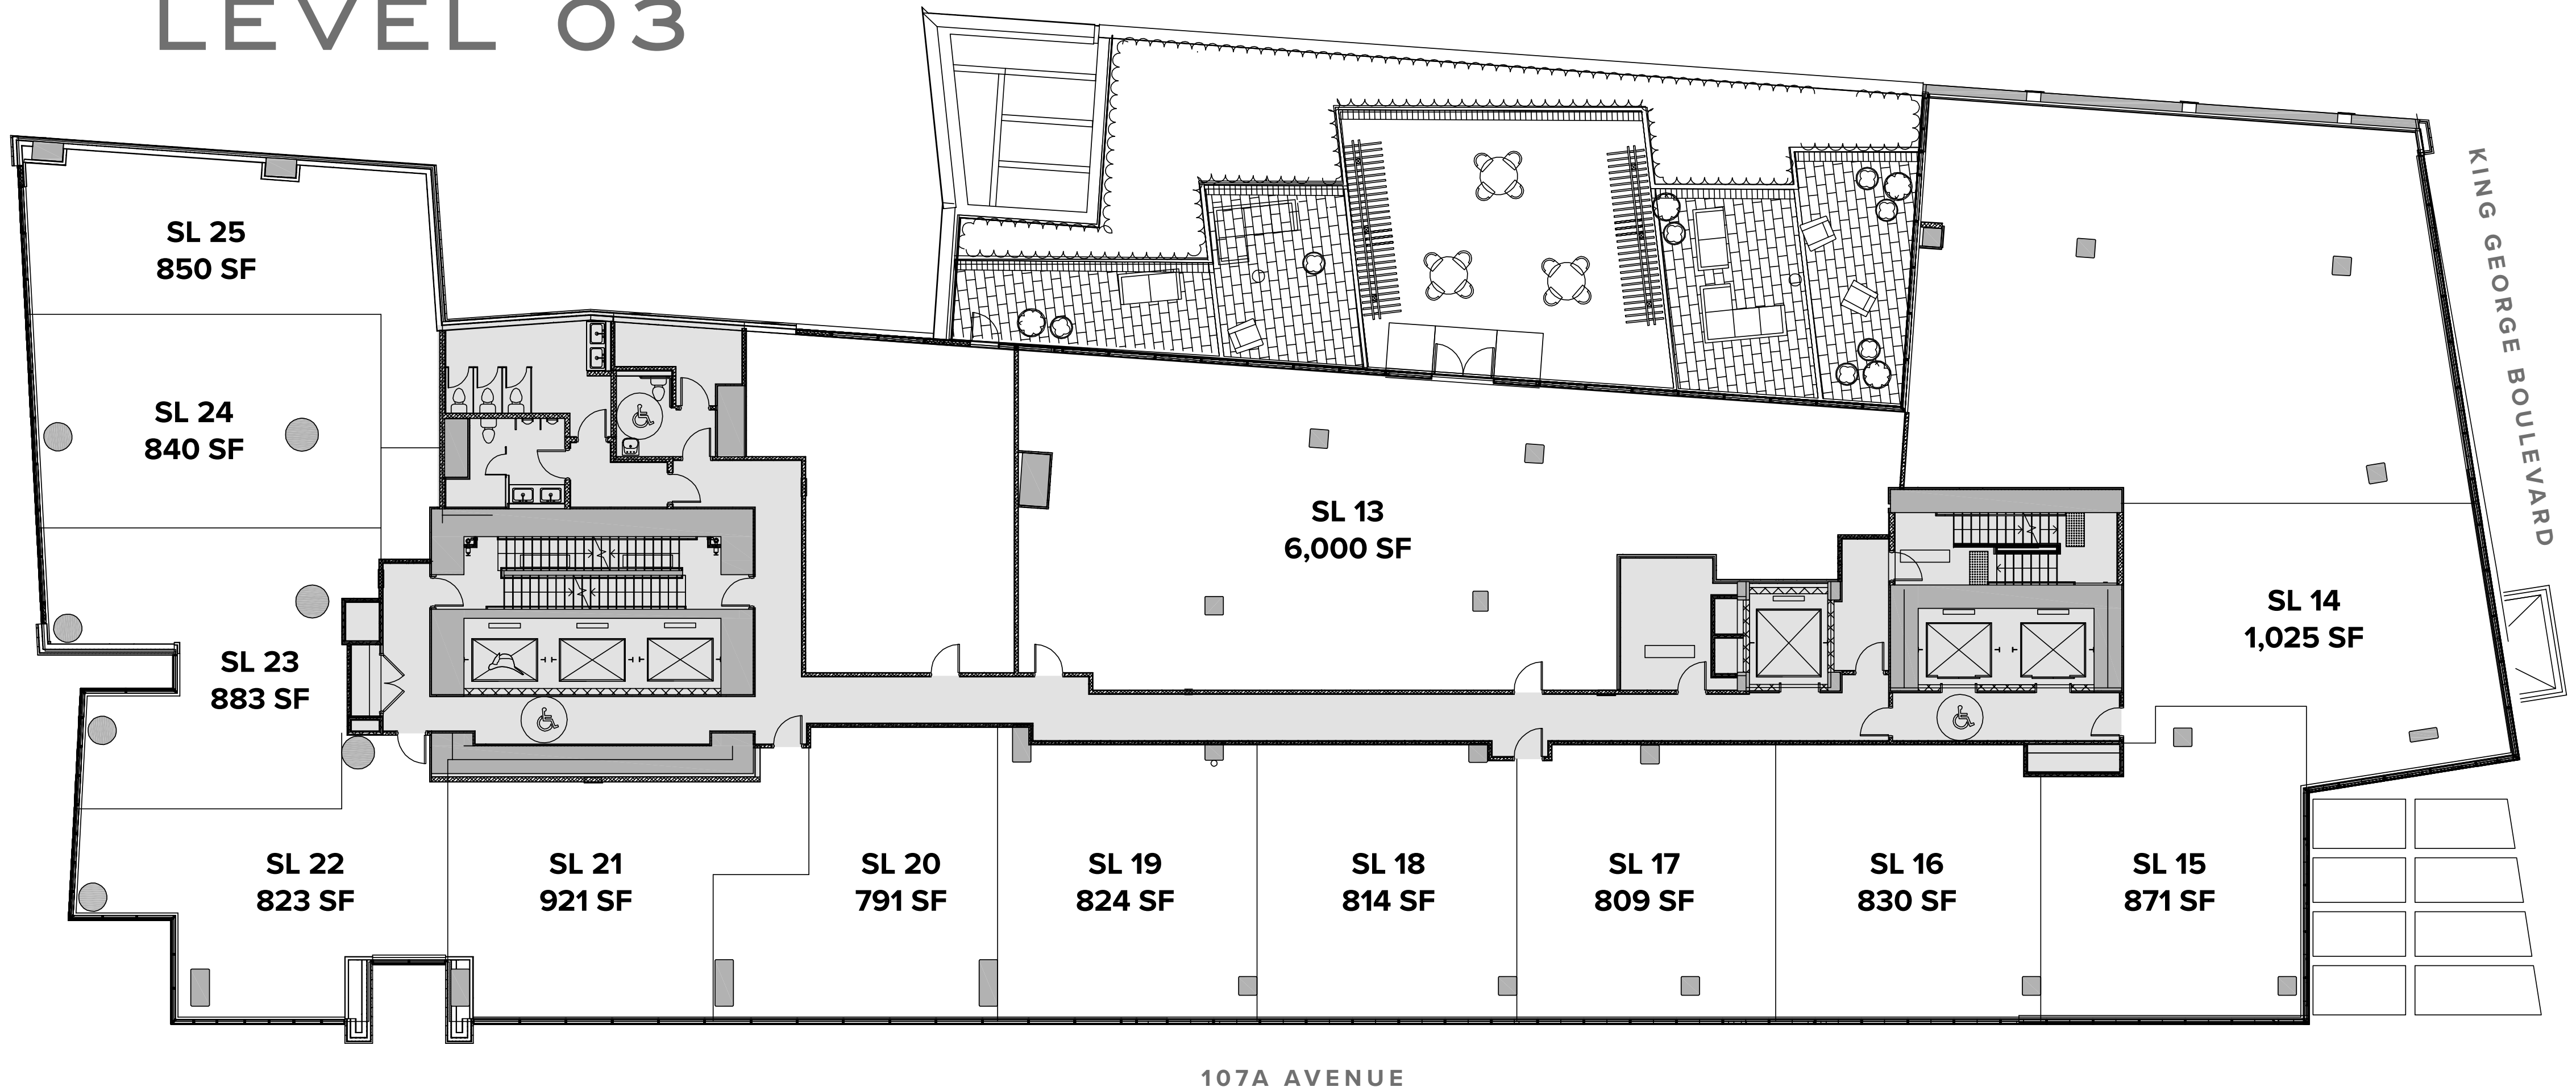 LEVEL 03
KING GEORGE BOULEVARD
SL 25
850 SF
SL 24
840 SF
SL 13
6,000 SF
SL 14
1,025 SF
SL 23
883 SF
SL 22
823 SF
SL 21
921 SF
SL 20
791 SF
SL 19
824 SF
SL 18
814 SF
SL 17
809 SF
SL 16
830 SF
SL 15
871 SF
107A AVENUE